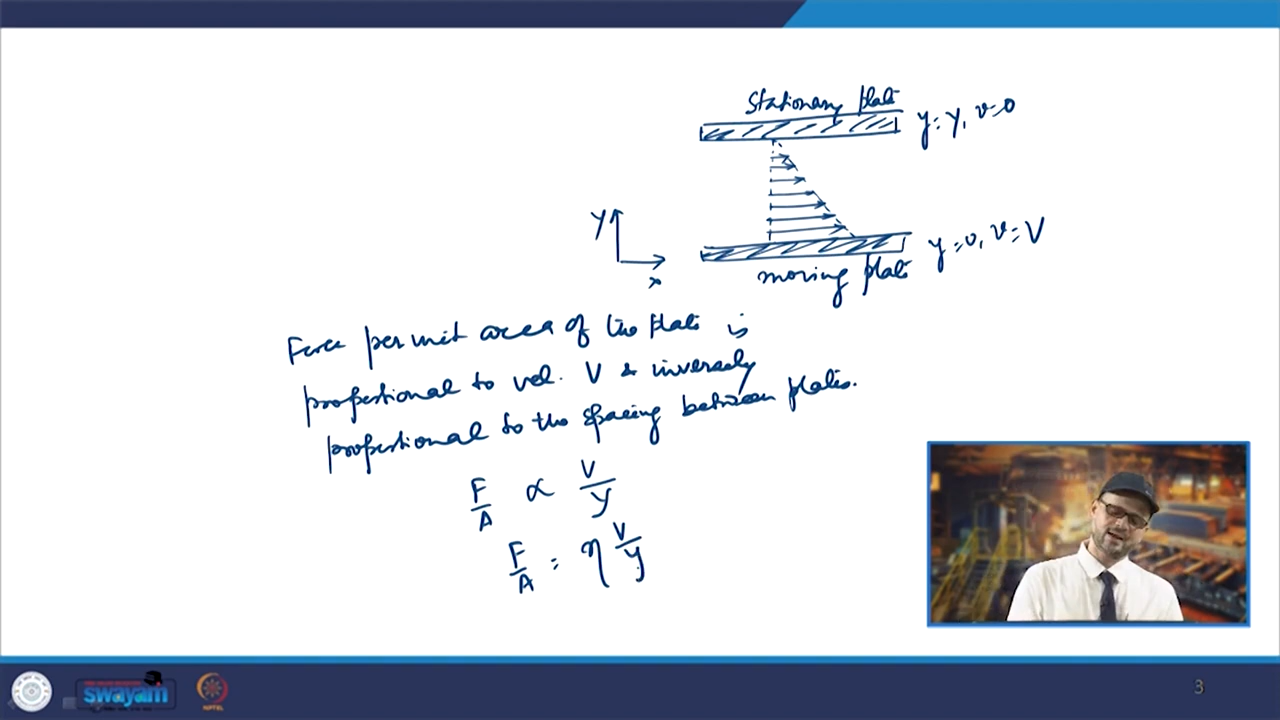 Stationary plate
y=y, v=0
y
x
y=0, v=V
moving plate
Force per unit area of the plate is
proportional to vel. V & inversely
proportional to the spacing between plates.
F/A ∝ V/y
F/A = η V/y
swayam
NPTEL
3